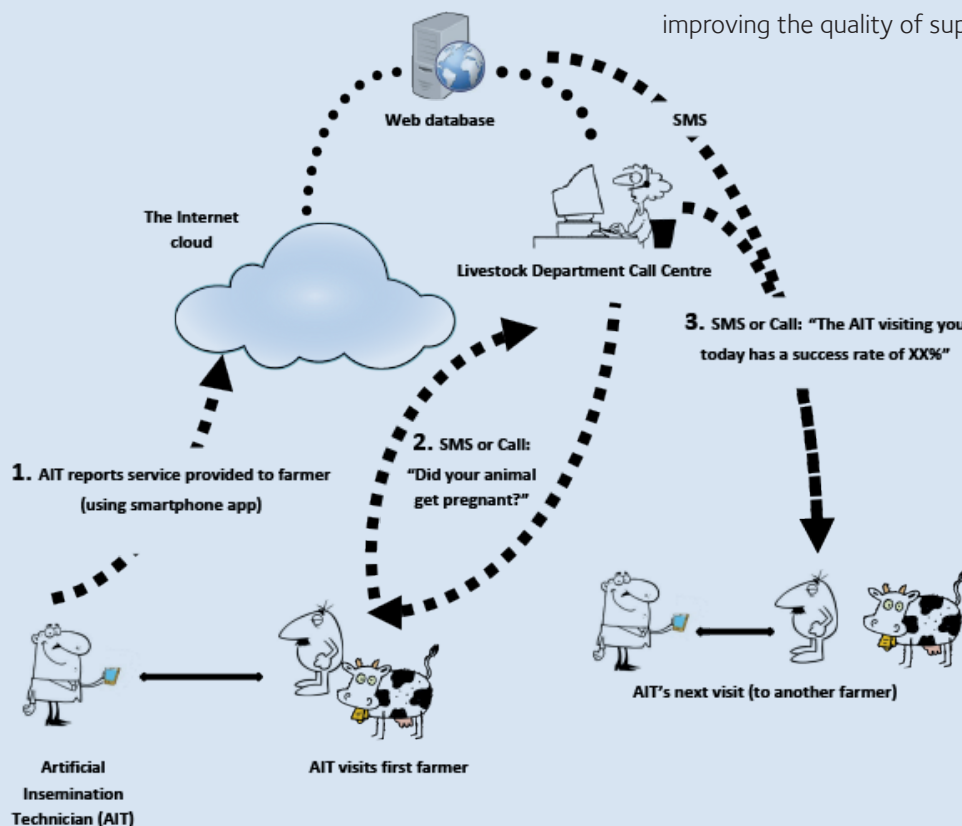 improving the quality of sup
Web database
SMS
The Internet
cloud
Livestock Department Call Centre
3. SMS or Call: “The AIT visiting you
today has a success rate of XX%”
2. SMS or Call:
“Did your animal
get pregnant?”
1. AIT reports service provided to farmer
(using smartphone app)
AIT’s next visit (to another farmer)
Artificial
Insemination
Technician (AIT)
AIT visits first farmer